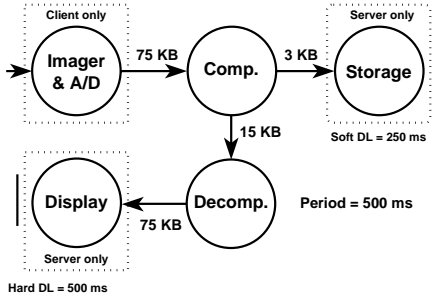 Client only
Server only
Imager
& A/D
75 KB
Comp.
3 KB
Storage
15 KB
Soft DL = 250 ms
Display
75 KB
Decomp.
Period = 500 ms
Server only
Hard DL = 500 ms